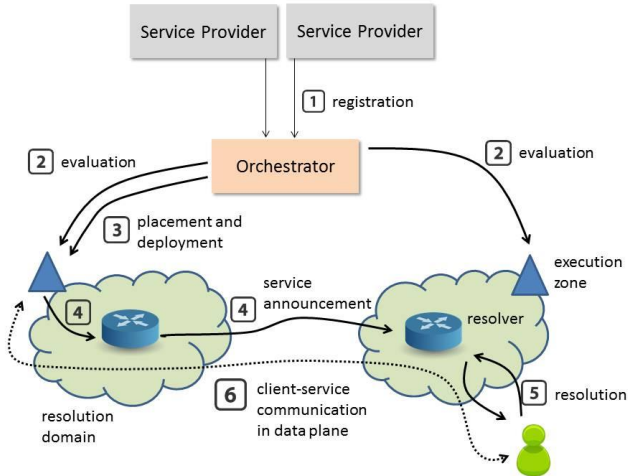 Service Provider
Service Provider
1 registration
2 evaluation
2 evaluation
Orchestrator
3 placement and
deployment
execution
zone
4
4 service
announcement
resolver
6 client-service
communication
in data plane
5 resolution
resolution
domain